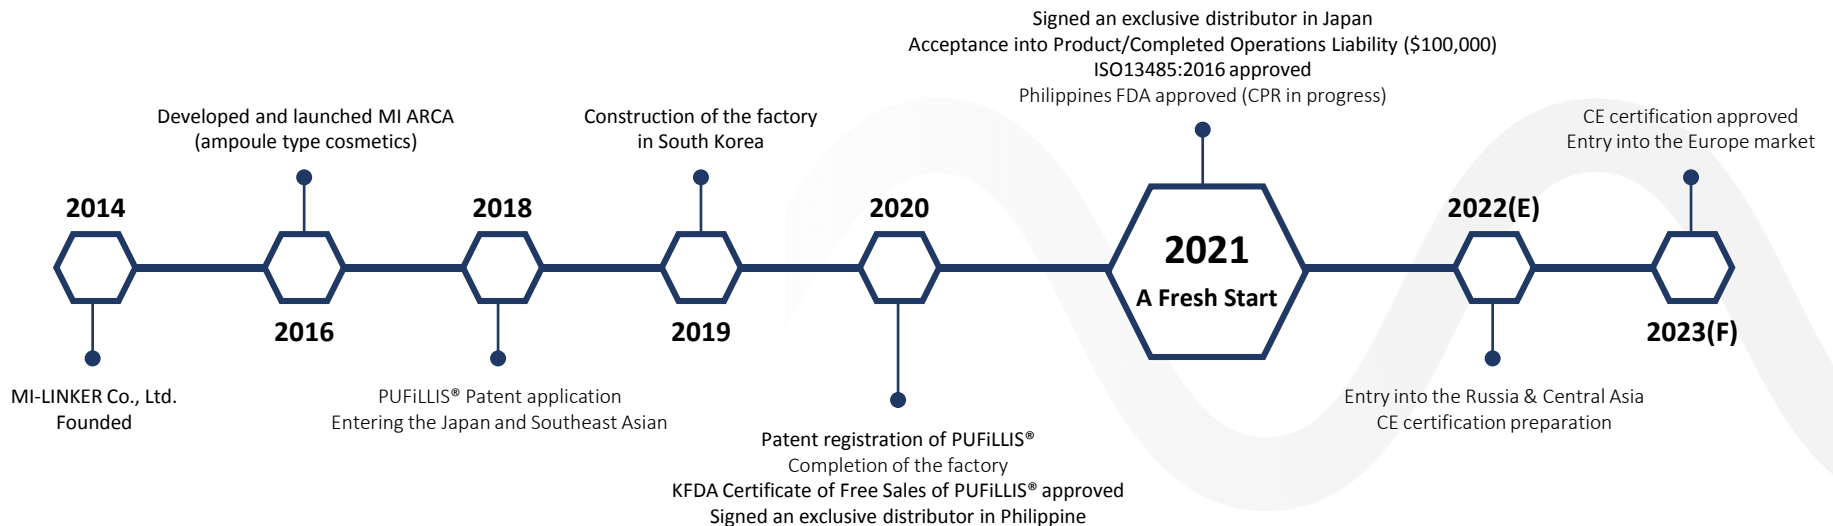 2014
MI-LINKER Co., Ltd.
Founded
Developed and launched MI ARCA
(ampoule type cosmetics)
2016
2018
PUFiLLIS® Patent application
Entering the Japan and Southeast Asian
Construction of the factory
in South Korea
2019
2020
Patent registration of PUFiLLIS®
Completion of the factory
KFDA Certificate of Free Sales of PUFiLLIS® approved
Signed an exclusive distributor in Philippine
Signed an exclusive distributor in Japan
Acceptance into Product/Completed Operations Liability ($100,000)
ISO13485:2016 approved
Philippines FDA approved (CPR in progress)
2021
A Fresh Start
2022(E)
Entry into the Russia & Central Asia
CE certification preparation
CE certification approved
Entry into the Europe market
2023(F)